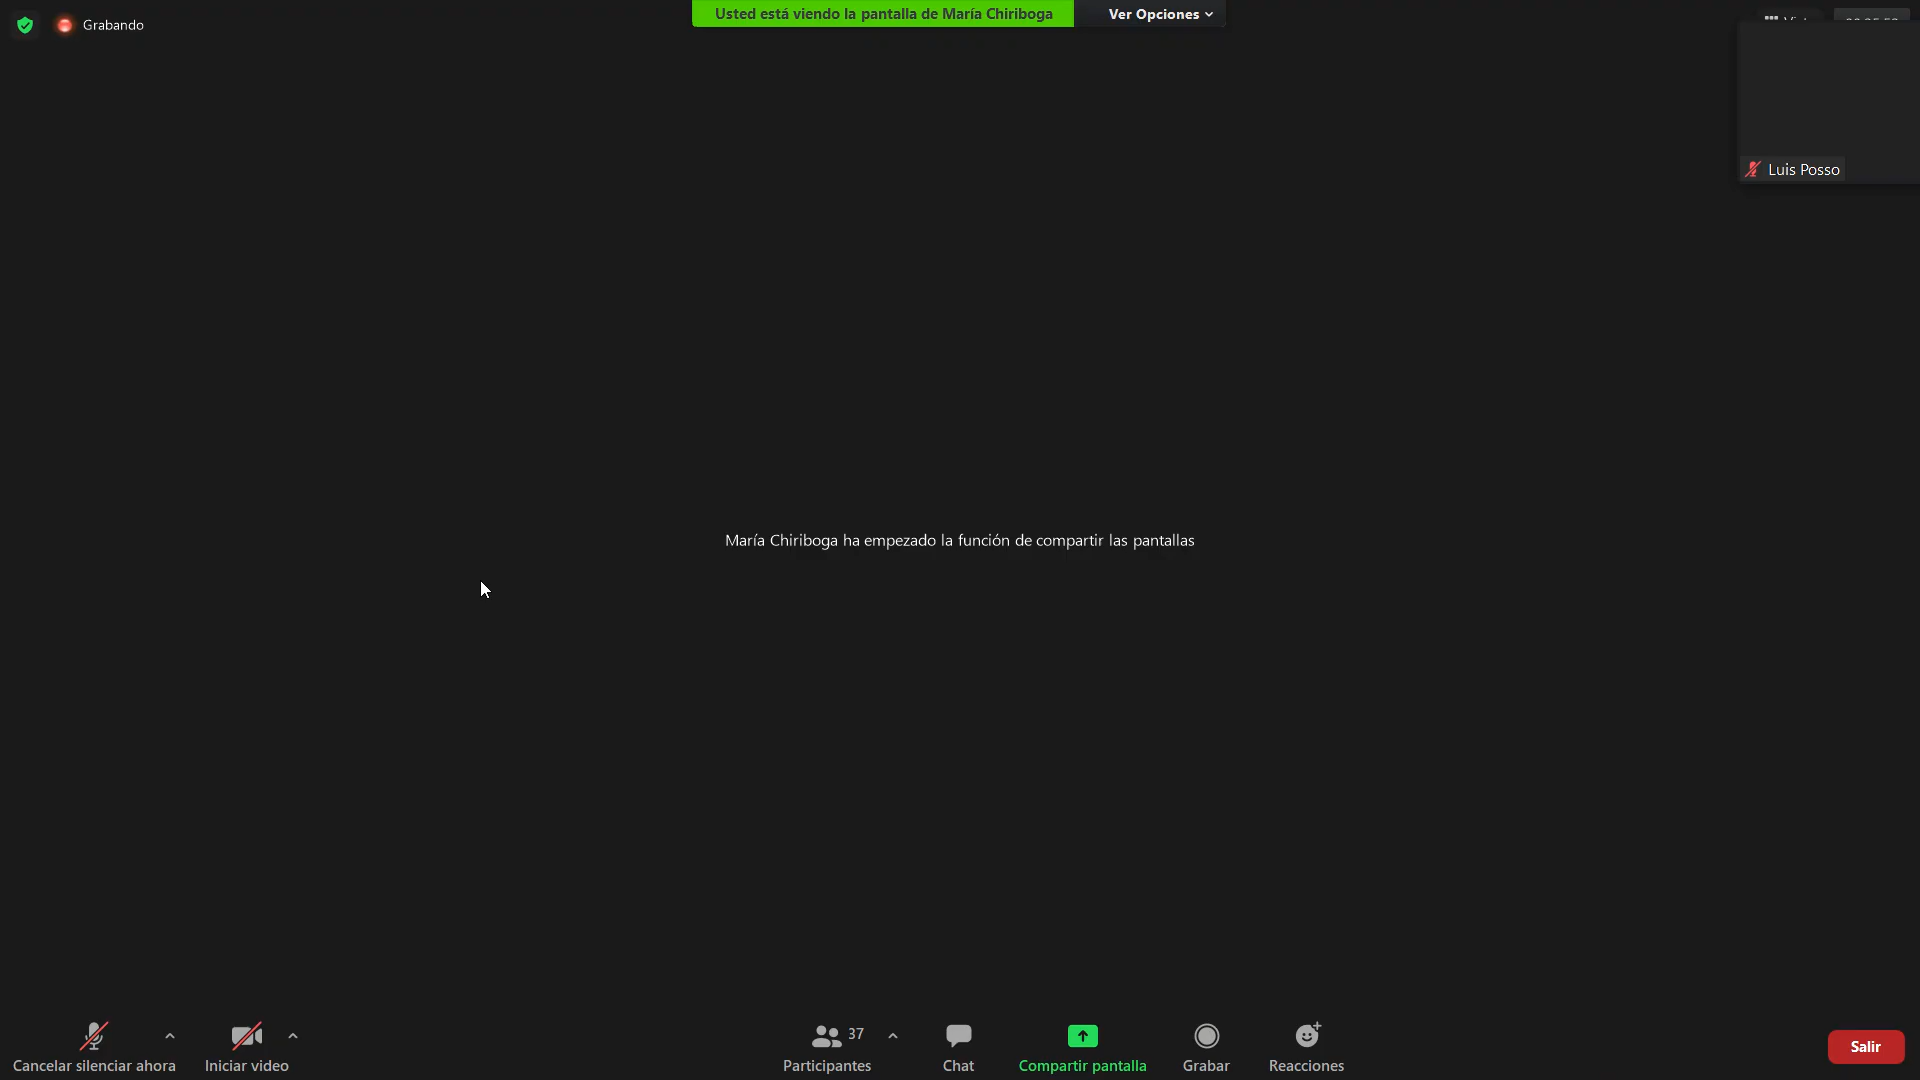 Grabando
Usted está viendo la pantalla de María Chiriboga
Ver Opciones
Luis Posso
María Chiriboga ha empezado la función de compartir las pantallas
37
Cancelar silenciar ahora
Iniciar video
Participantes
Chat
Compartir pantalla
Grabar
Reacciones
Salir